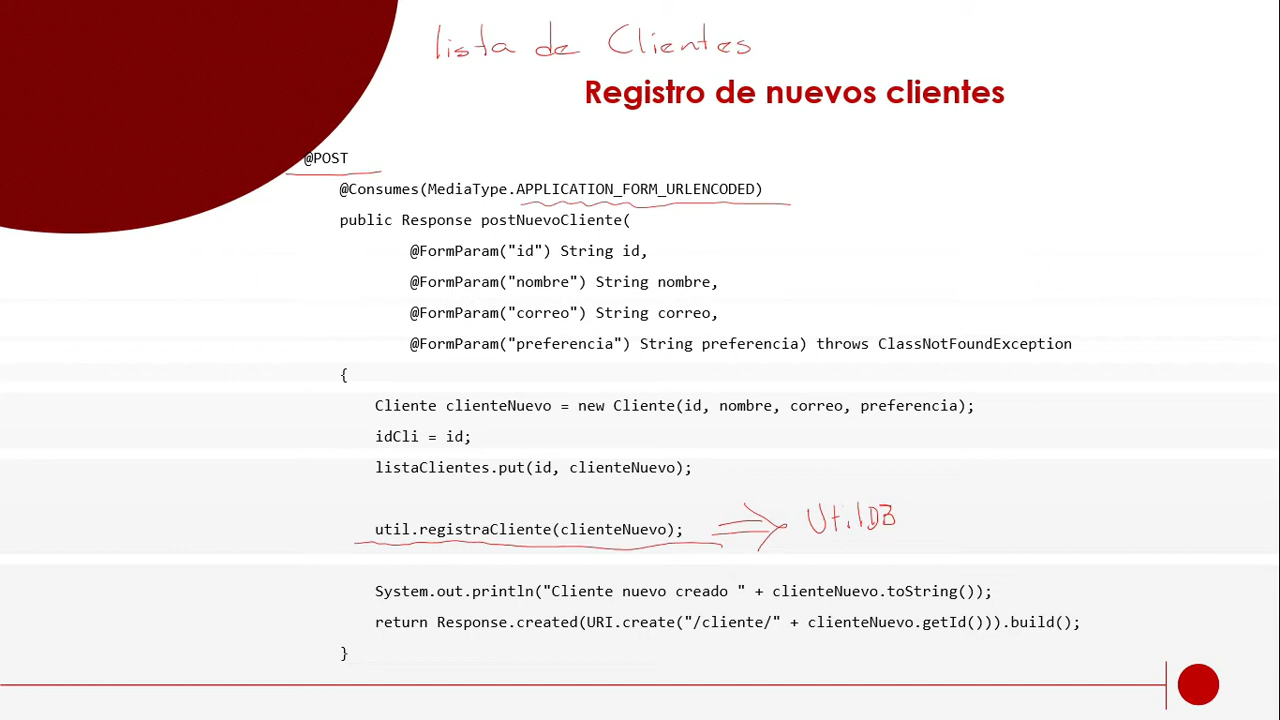 lista de Clientes
Registro de nuevos clientes
@POST
@Consumes(MediaType.APPLICATION_FORM_URLENCODED)
public Response postNuevoCliente(
@FormParam("id") String id,
@FormParam("nombre") String nombre,
@FormParam("correo") String correo,
@FormParam("preferencia") String preferencia) throws ClassNotFoundException
{
Cliente clienteNuevo = new Cliente(id, nombre, correo, preferencia);
idCli = id;
listaClientes.put(id, clienteNuevo);
util.registraCliente(clienteNuevo); UtilDB
System.out.println("Cliente nuevo creado " + clienteNuevo.toString());
return Response.created(URI.create("/cliente/" + clienteNuevo.getId())).build();
}